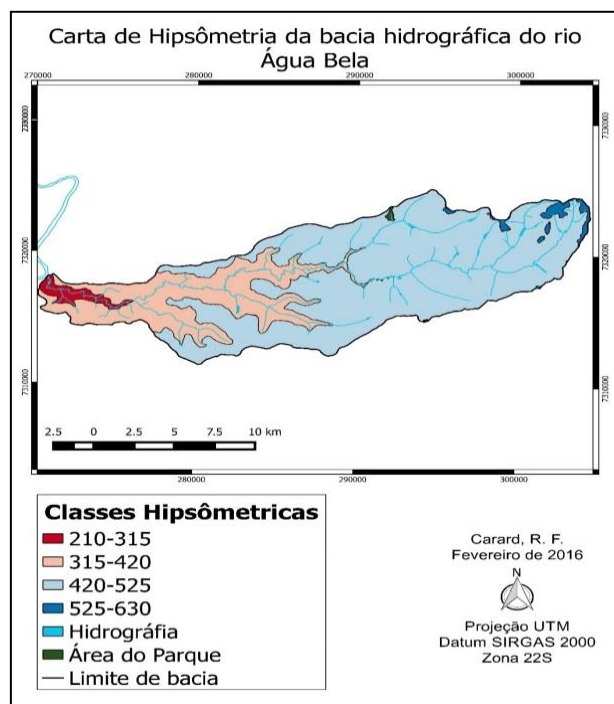 Carta de Hipsômetria da bacia hidrográfica do rio
Água Bela
270000
280000
290000
300000
7320000
7320000
7310000
7310000
280000
290000
300000
2.5 0 2.5 5 7.5 10 km
Classes Hipsômetricas
210-315
315-420
420-525
525-630
Hidrográfia
Área do Parque
Limite de bacia
Carard, R. F.
Fevereiro de 2016
N
Projeção UTM
Datum SIRGAS 2000
Zona 22S